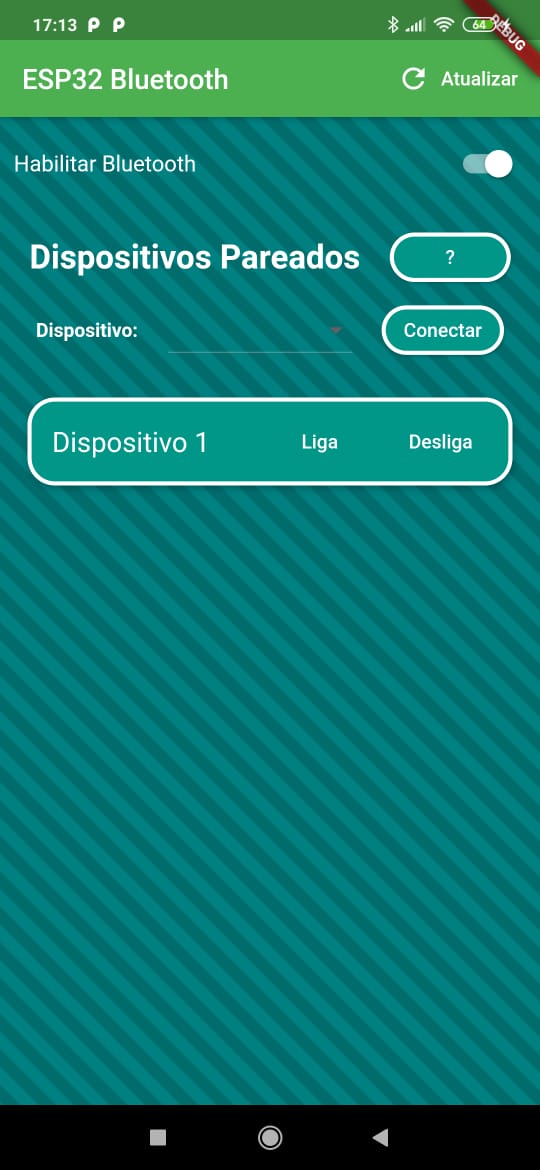 17:13 P P 64
DEBUG
ESP32 Bluetooth Atualizar
Habilitar Bluetooth
Dispositivos Pareados ?
Dispositivo: Conectar
Dispositivo 1 Liga Desliga